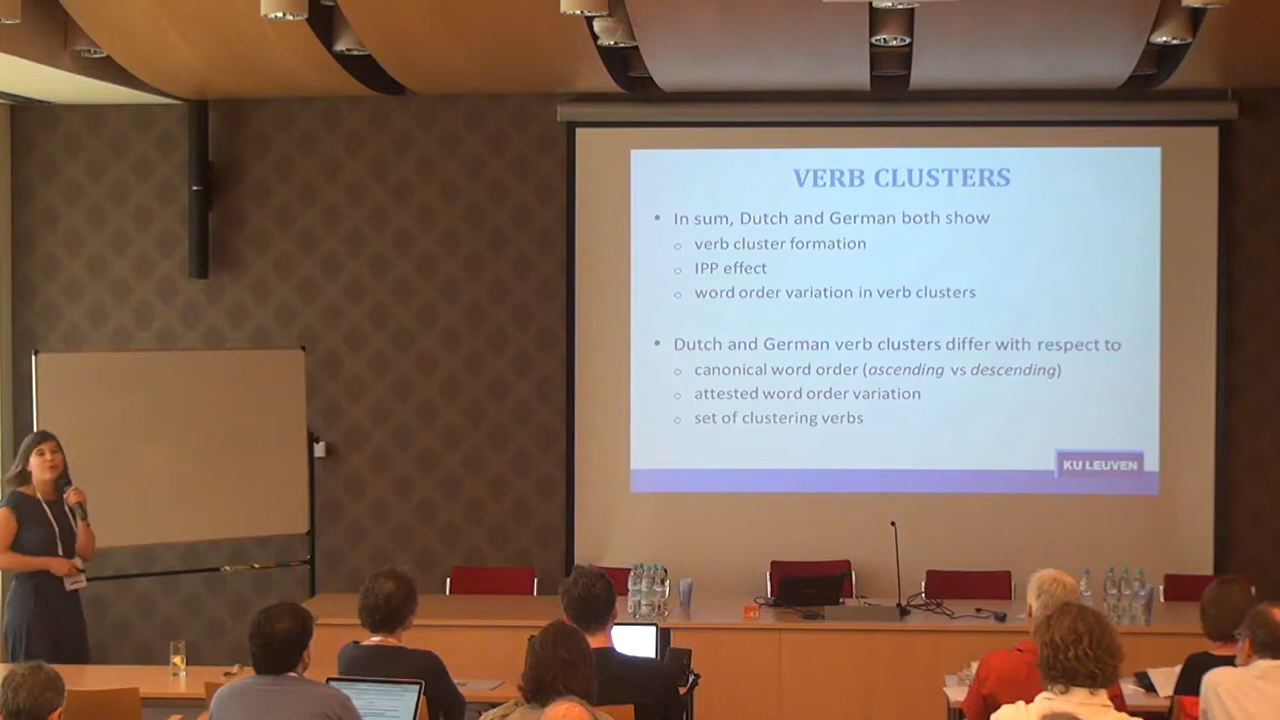 VERB CLUSTERS
• In sum, Dutch and German both show
○ verb cluster formation
○ IPP effect
○ word order variation in verb clusters
• Dutch and German verb clusters differ with respect to
○ canonical word order (ascending vs descending)
○ attested word order variation
○ set of clustering verbs
KU LEUVEN